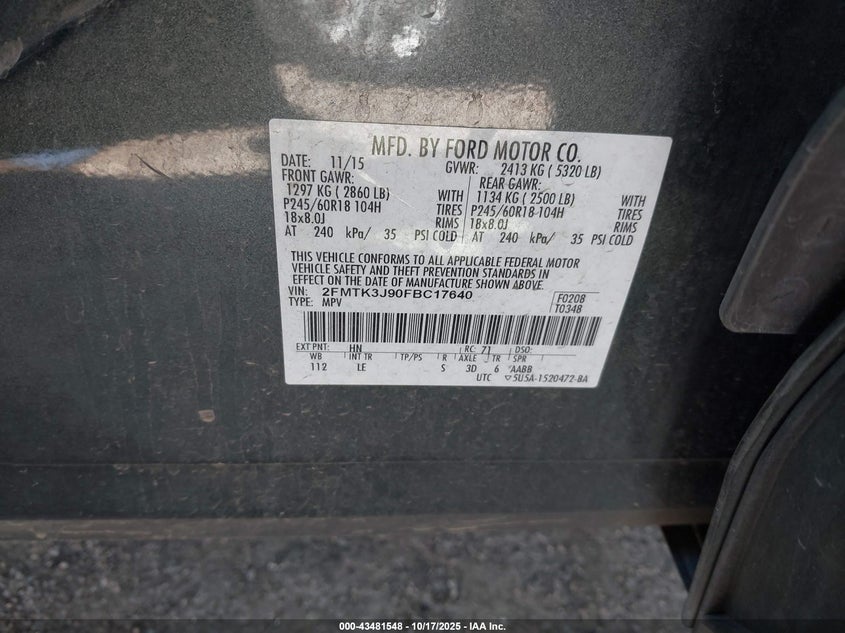 MFD. BY FORD MOTOR CO.
DATE: 11/15 GVWR: 2413 KG ( 5320 LB)
FRONT GAWR: REAR GAWR:
1297 KG ( 2860 LB) WITH 1134 KG ( 2500 LB) WITH
P245/60R18 104H TIRES P245/60R18 104H TIRES
18x8.0J RIMS 18x8.0J RIMS
AT 240 kPa/ 35 PSI COLD AT 240 kPa/ 35 PSI COLD
THIS VEHICLE CONFORMS TO ALL APPLICABLE FEDERAL MOTOR
VEHICLE SAFETY AND THEFT PREVENTION STANDARDS IN
EFFECT ON THE DATE OF MANUFACTURE SHOWN ABOVE.
VIN: 2FMTK3J90FBC17640 F0208
TYPE: MPV T0348
EXT PNT: HN RC: 71 DSO:
WB INT TR TP/PS R AXLE TR SPR
112 LE S 3D 6 AABB
UTC ▽5U5A-1520472-BA
000-43481548 | 10/17/2025 - IAA Inc.